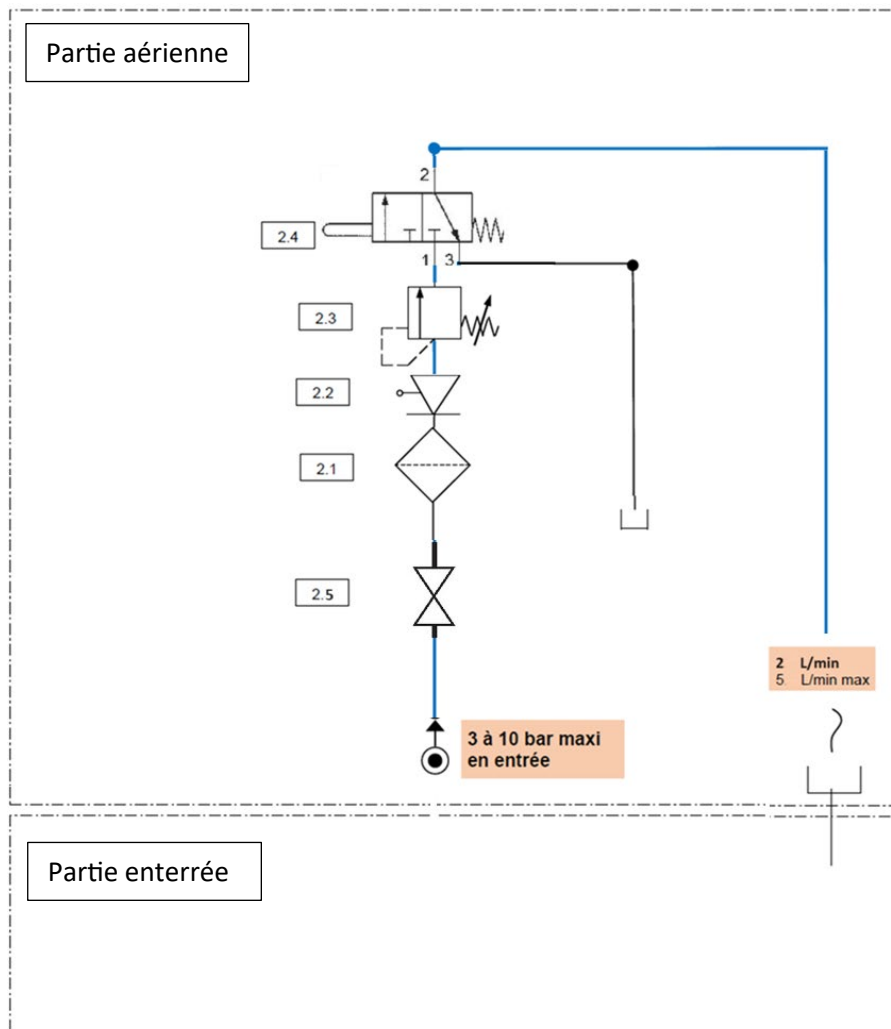 Partie aérienne
2
2.4
1 3
2.3
2.2
2.1
2.5
2 L/min
5. L/min max
3 à 10 bar maxi
en entrée
Partie enterrée